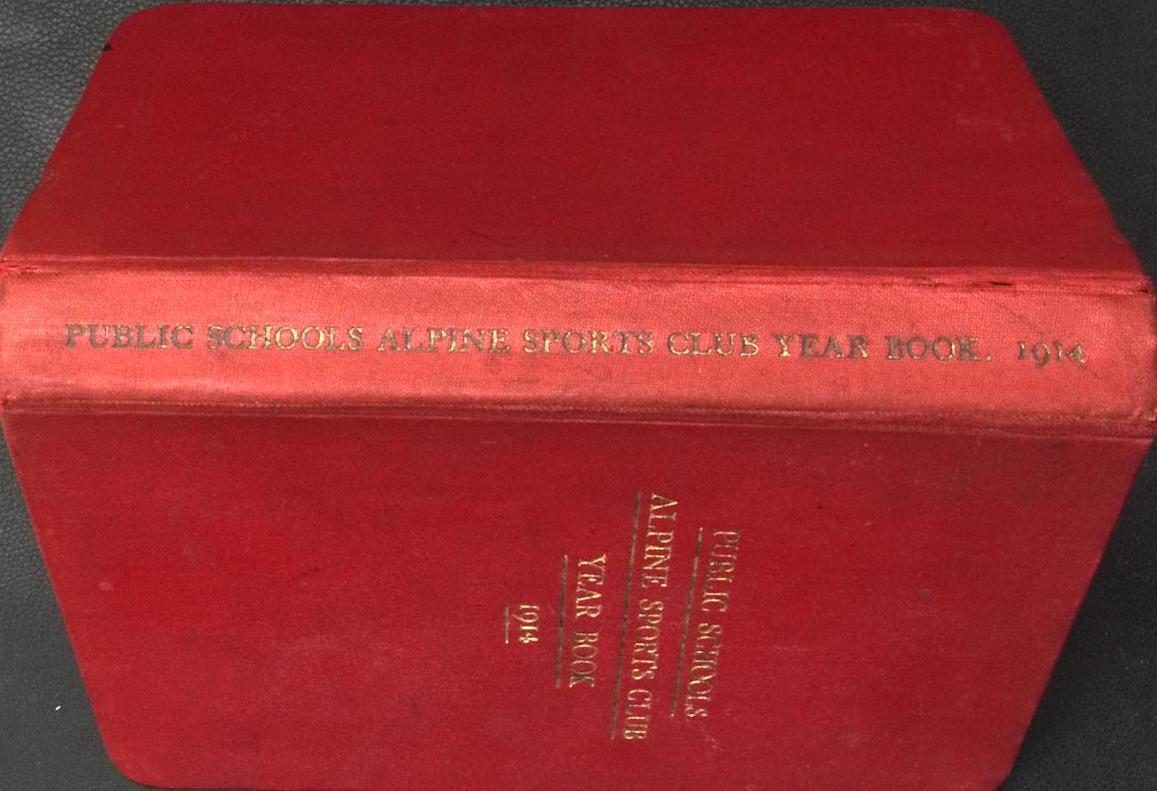 PUBLIC SCHOOLS ALPINE SPORTS CLUB YEAR BOOK. 1914
PUBLIC SCHOOLS
ALPINE SPORTS CLUB
YEAR BOOK
1914